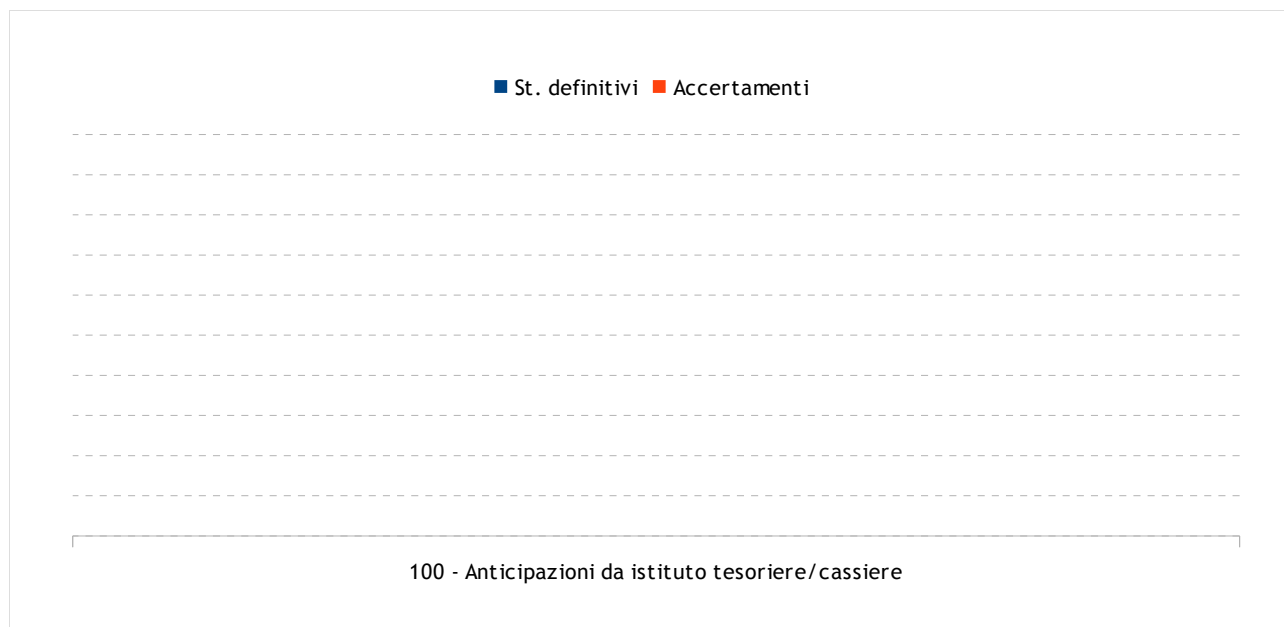 St. definitivi Accertamenti
100 - Anticipazioni da istituto tesoriere/cassiere